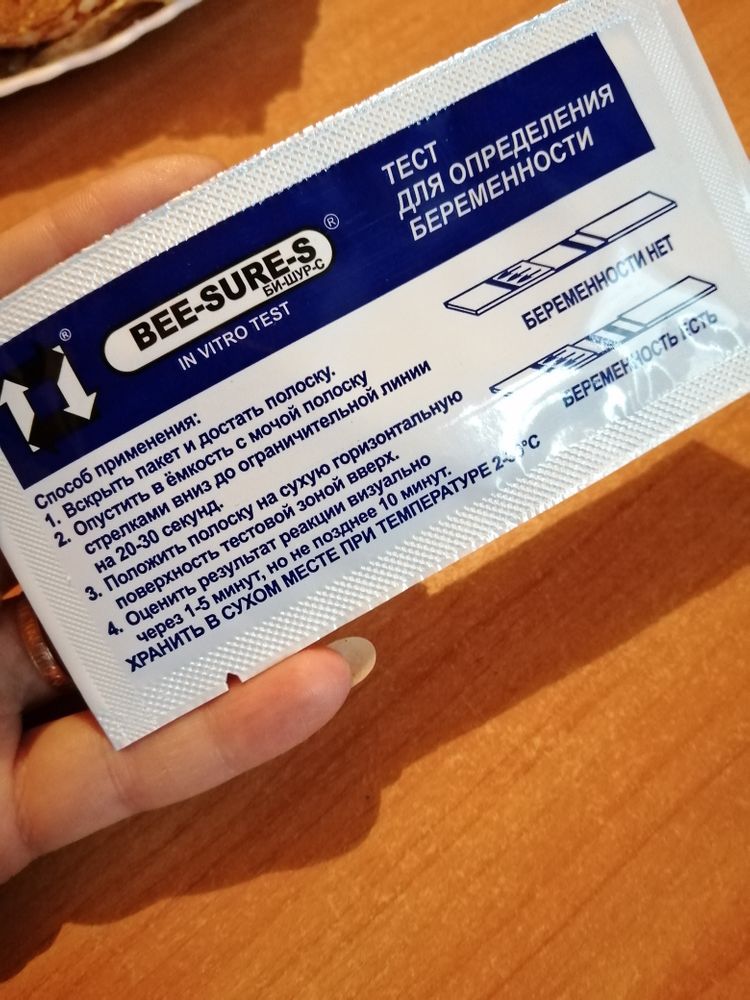 ТЕСТ
ДЛЯ ОПРЕДЕЛЕНИЯ
БЕРЕМЕННОСТИ
®
BEE-SURE-S ®
БИ-ШУР-С
IN VITRO TEST
БЕРЕМЕННОСТИ НЕТ
БЕРЕМЕННОСТЬ ЕСТЬ
Способ применения:
1. Вскрыть пакет и достать полоску.
2. Опустить в ёмкость с мочой полоску
стрелками вниз до ограничительной линии
на 20-30 секунд.
3. Положить полоску на сухую горизонтальную
поверхность тестовой зоной вверх.
4. Оценить результат реакции визуально
через 1-5 минут, но не позднее 10 минут.
ХРАНИТЬ В СУХОМ МЕСТЕ ПРИ ТЕМПЕРАТУРЕ